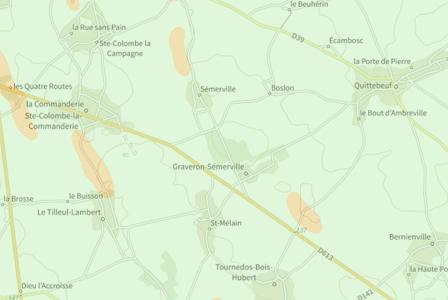 le Beuhérin
la Rue sans Pain
D39
Écambosc
Ste-Colombe la
Campagne
la Porte de Pierre
les Quatre Routes
Sémerville
Boslon
Quittebeuf
la Commanderie
le Bout d'Ambreville
Ste-Colombe-la-
Commanderie
Graveron-Sémerville
la Brosse
le Buisson
Le Tilleul-Lambert
St-Mélain
D613
Bernienville
Tournedos-Bois-
Hubert
la Haute Po
Dieu l'Accroisse
D142